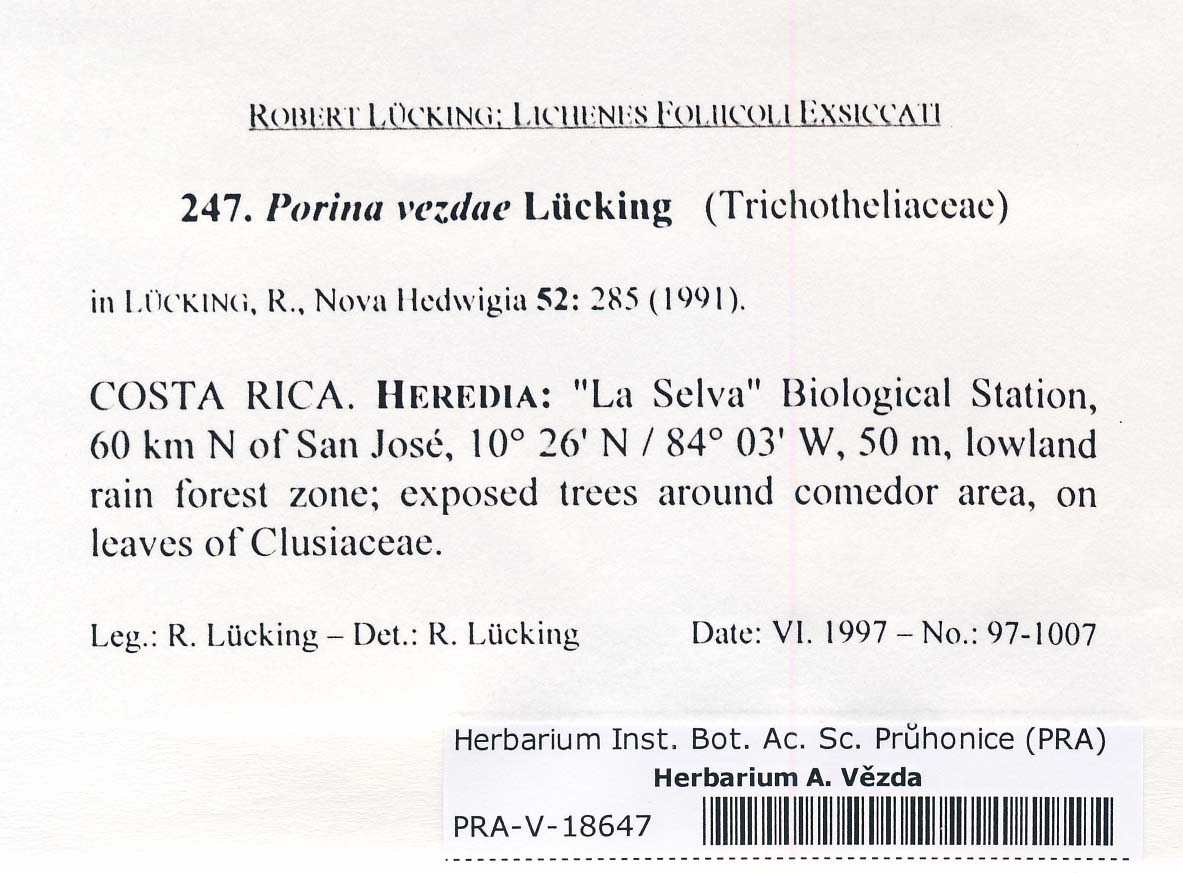 ROBERT LÜCKING: LICHENES FOLIICOLI EXSICCATI
247. Porina vezdae Lücking (Trichotheliaceae)
in LÜCKING, R., Nova Hedwigia 52: 285 (1991).
COSTA RICA. HEREDIA: "La Selva" Biological Station,
60 km N of San José, 10° 26' N / 84° 03' W, 50 m, lowland
rain forest zone; exposed trees around comedor area, on
leaves of Clusiaceae.
Leg.: R. Lücking – Det.: R. Lücking Date: VI. 1997 – No.: 97-1007
Herbarium Inst. Bot. Ac. Sc. Průhonice (PRA)
Herbarium A. Vězda
PRA-V-18647